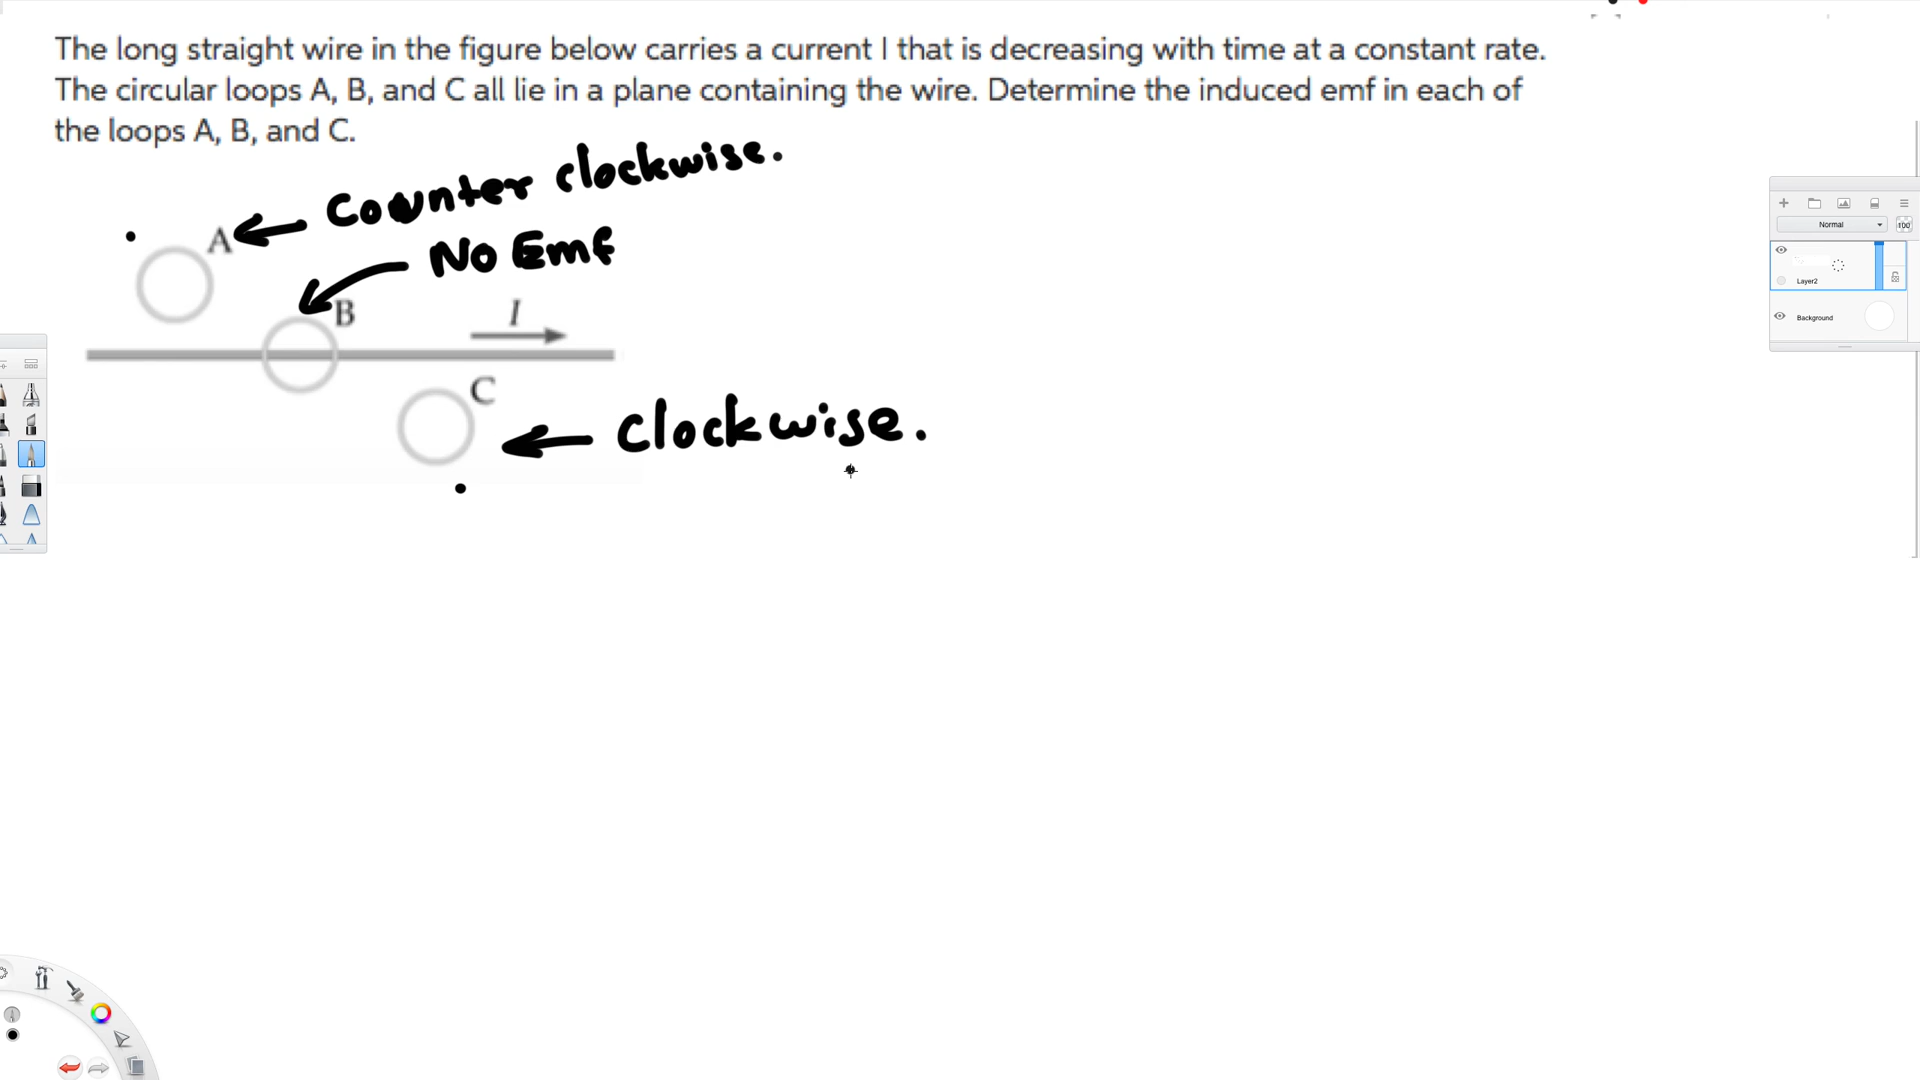 The long straight wire in the figure below carries a current I that is decreasing with time at a constant rate.
The circular loops A, B, and C all lie in a plane containing the wire. Determine the induced emf in each of
the loops A, B, and C.
A
Counter clockwise.
No Emf
B
I
C
Clockwise.
Normal
100
Layer2
Background